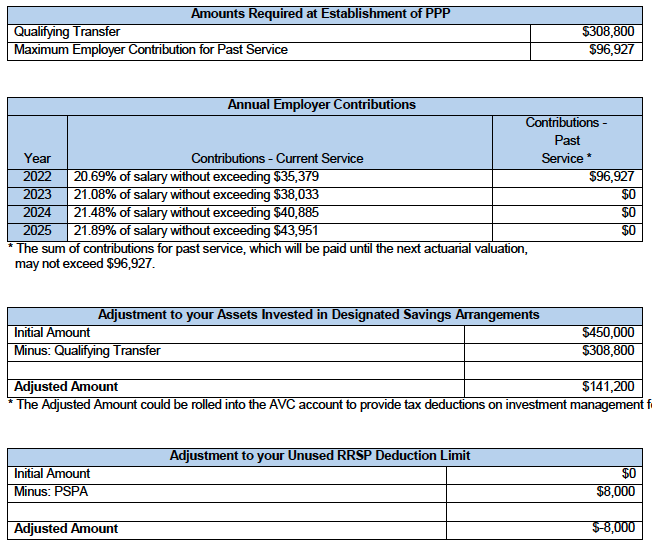 Amounts Required at Establishment of PPP
Qualifying Transfer $308,800
Maximum Employer Contribution for Past Service $96,927
Annual Employer Contributions
Contributions -
Past
Year Contributions - Current Service Service *
2022 20.69% of salary without exceeding $35,379 $96,927
2023 21.08% of salary without exceeding $38,033 $0
2024 21.48% of salary without exceeding $40,885 $0
2025 21.89% of salary without exceeding $43,951 $0
* The sum of contributions for past service, which will be paid until the next actuarial valuation,
may not exceed $96,927.
Adjustment to your Assets Invested in Designated Savings Arrangements
Initial Amount $450,000
Minus: Qualifying Transfer $308,800
Adjusted Amount $141,200
* The Adjusted Amount could be rolled into the AVC account to provide tax deductions on investment management
Adjustment to your Unused RRSP Deduction Limit
Initial Amount $0
Minus: PSPA $8,000
Adjusted Amount $-8,000